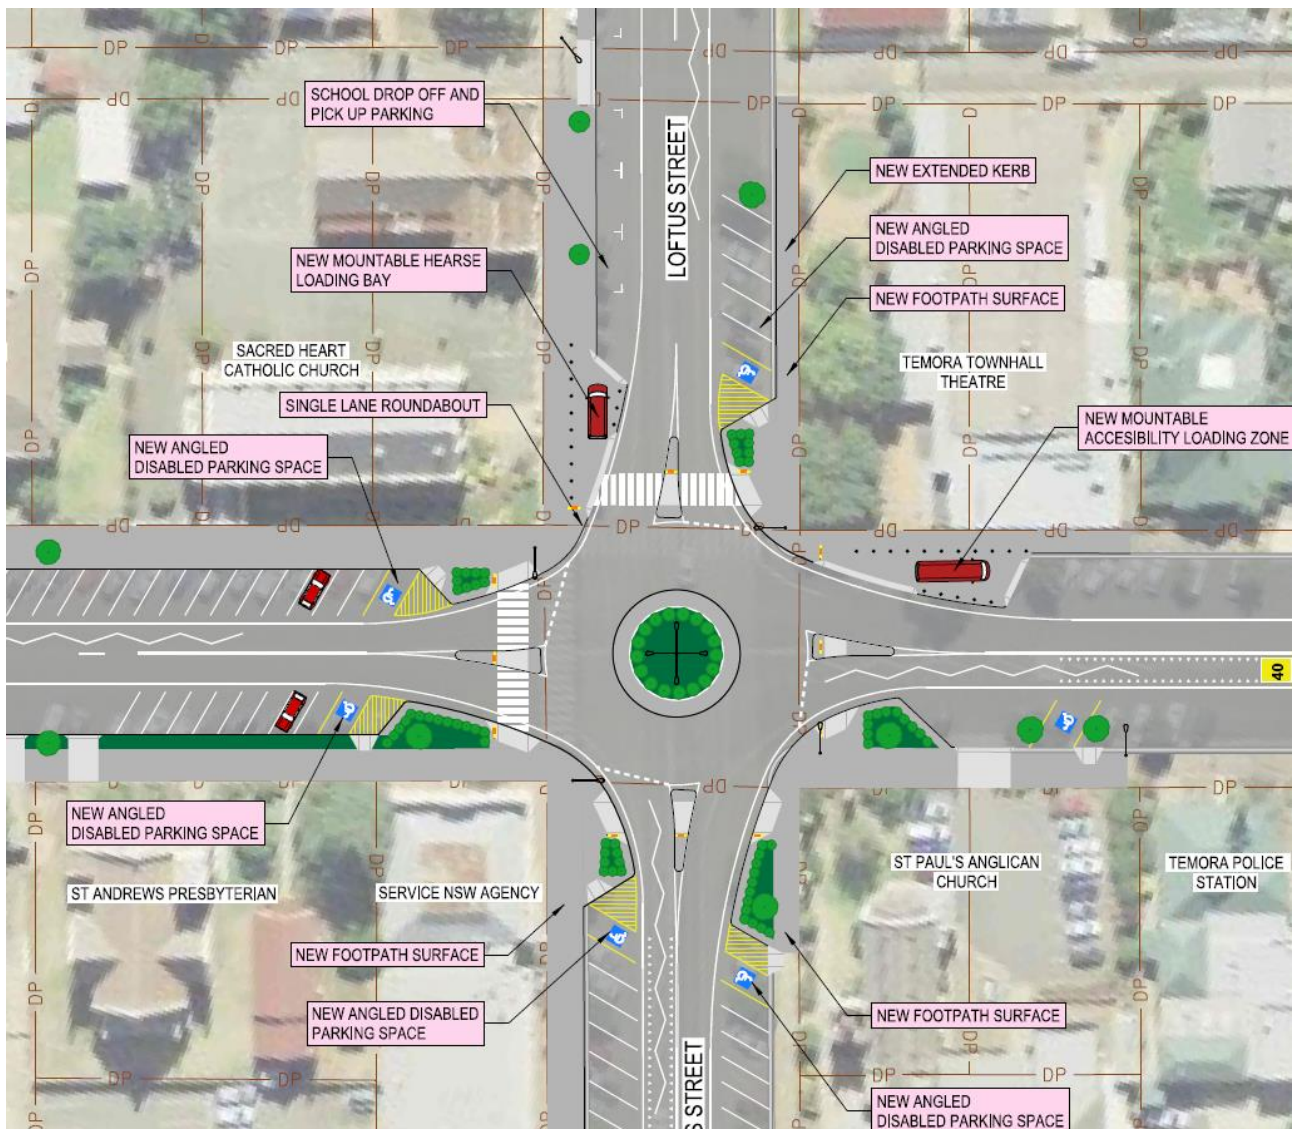 SCHOOL DROP OFF AND
PICK UP PARKING
LOFTUS STREET
NEW EXTENDED KERB
NEW ANGLED
DISABLED PARKING SPACE
NEW MOUNTABLE HEARSE
LOADING BAY
NEW FOOTPATH SURFACE
SACRED HEART
CATHOLIC CHURCH
TEMORA TOWNHALL
THEATRE
SINGLE LANE ROUNDABOUT
NEW MOUNTABLE
ACCESIBILITY LOADING ZONE
NEW ANGLED
DISABLED PARKING SPACE
40
NEW ANGLED
DISABLED PARKING SPACE
ST ANDREWS PRESBYTERIAN
SERVICE NSW AGENCY
ST PAUL'S ANGLICAN
CHURCH
TEMORA POLICE
STATION
NEW FOOTPATH SURFACE
NEW ANGLED DISABLED
PARKING SPACE
NEW FOOTPATH SURFACE
S STREET
NEW ANGLED
DISABLED PARKING SPACE
DP